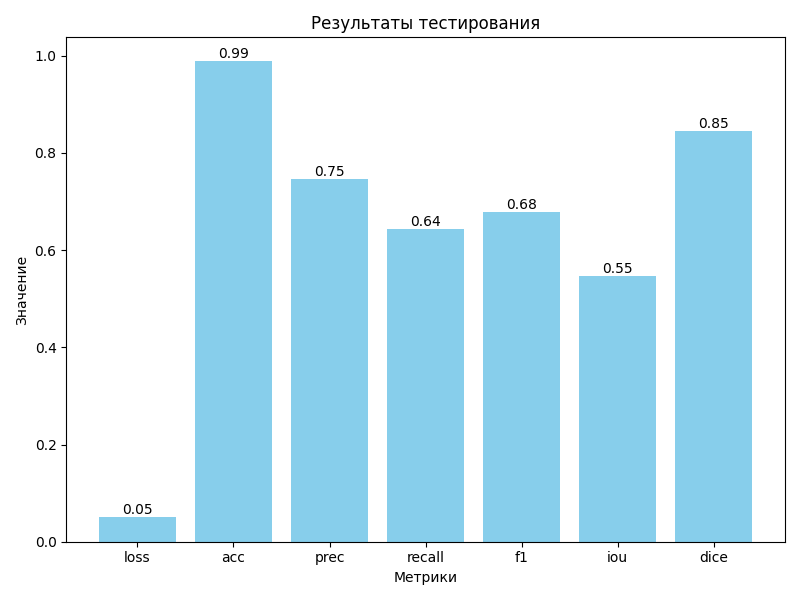 Результаты тестирования
Значение
1.0
0.8
0.6
0.4
0.2
0.0
0.05
0.99
0.75
0.64
0.68
0.55
0.85
loss
acc
prec
recall
f1
iou
dice
Метрики